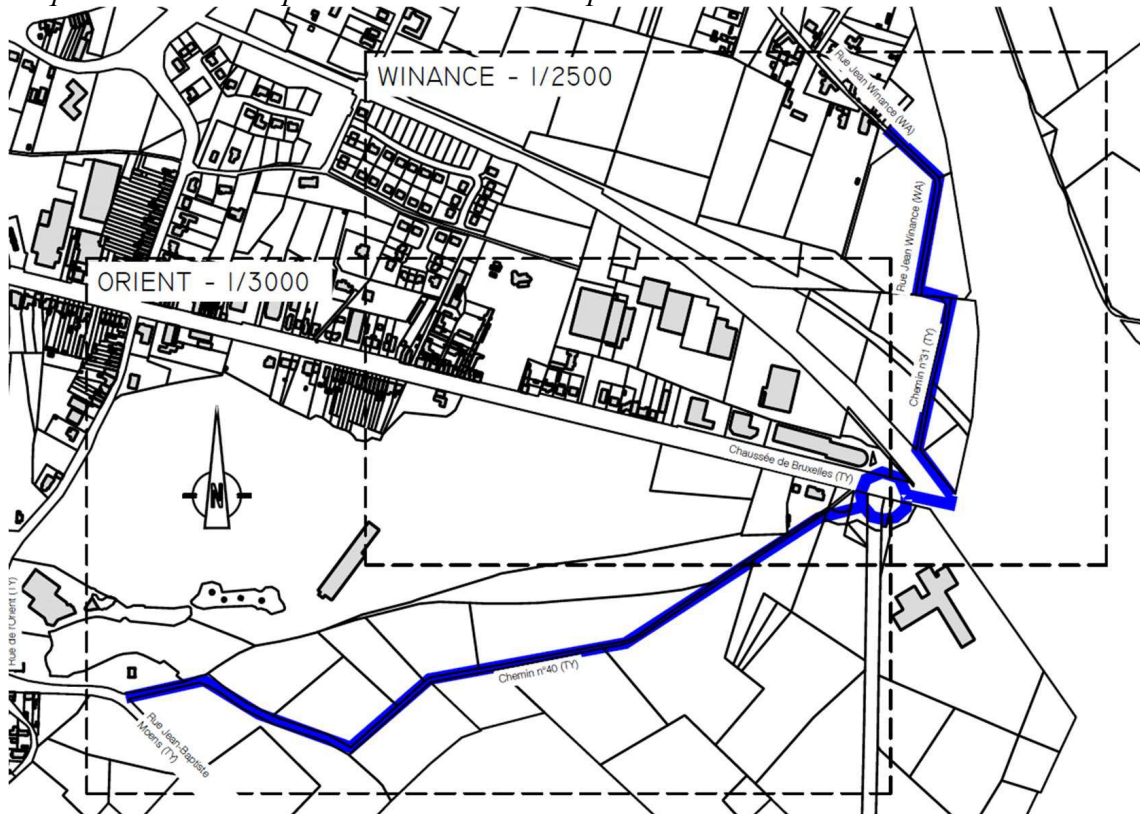 Rue Jean Winance (WA)
WINANCE - 1/2500
Rue Jean Winance (WA)
ORIENT - 1/3000
Chemin n°31 (TY)
Chaussée de Bruxelles (TY)
N
Rue de l'Orient (TY)
Chemin n°40 (TY)
Rue Jean-Baptiste
Moens (TY)